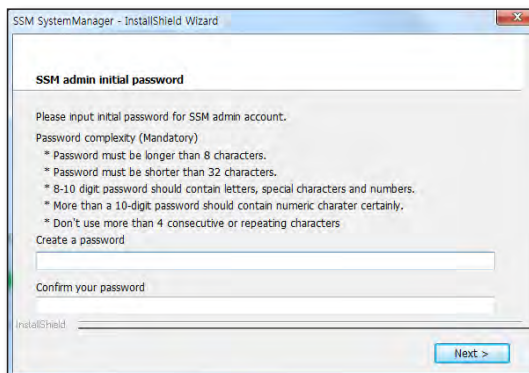 SSM SystemManager - InstallShield Wizard
SSM admin initial password
Please input initial password for SSM admin account.
Password complexity (Mandatory)
* Password must be longer than 8 characters.
* Password must be shorter than 32 characters.
* 8-10 digit password should contain letters, special characters and numbers.
* More than a 10-digit password should contain numeric charater certainly.
* Don't use more than 4 consecutive or repeating characters
Create a password
Confirm your password
InstallShield
Next >